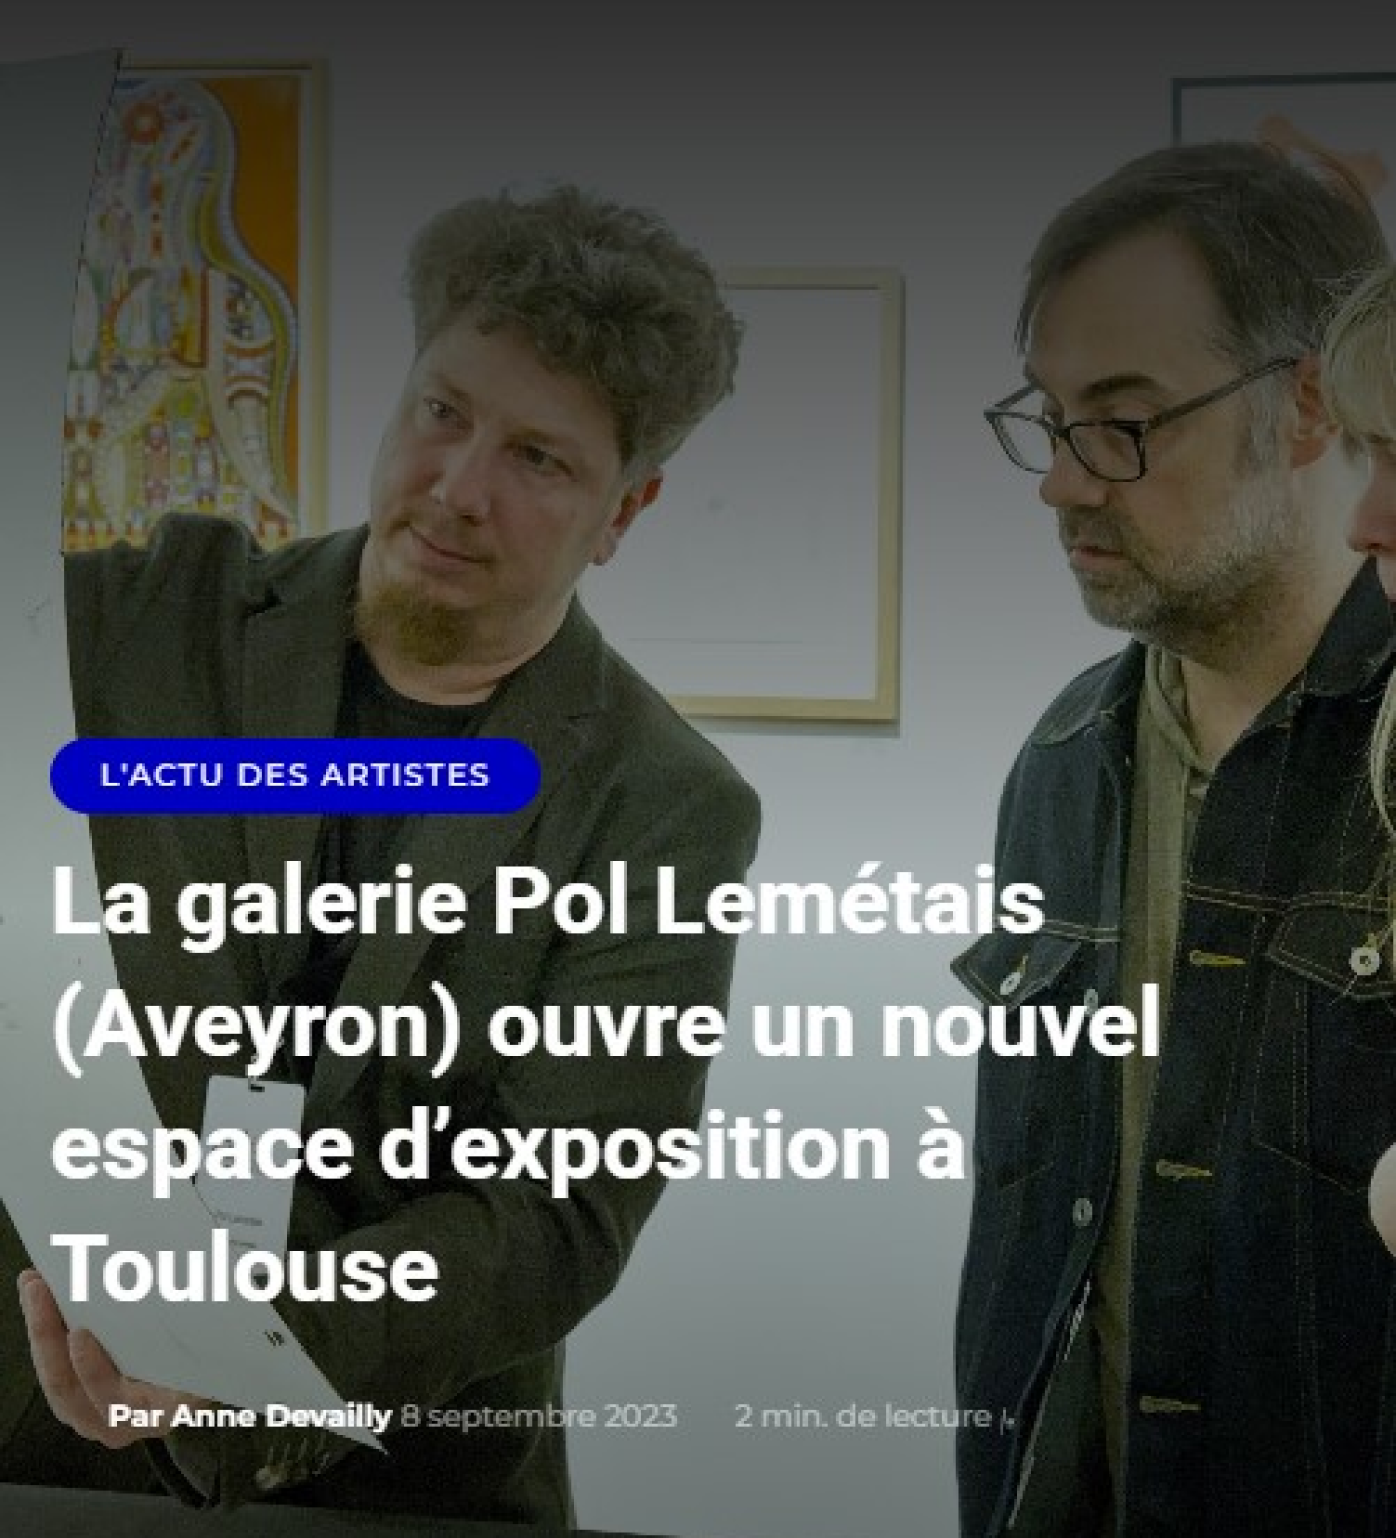 L'ACTU DES ARTISTES
La galerie Pol Lemétais
(Aveyron) ouvre un nouvel
espace d’exposition à
Toulouse
Par Anne Devailly 8 septembre 2023 2 min. de lecture